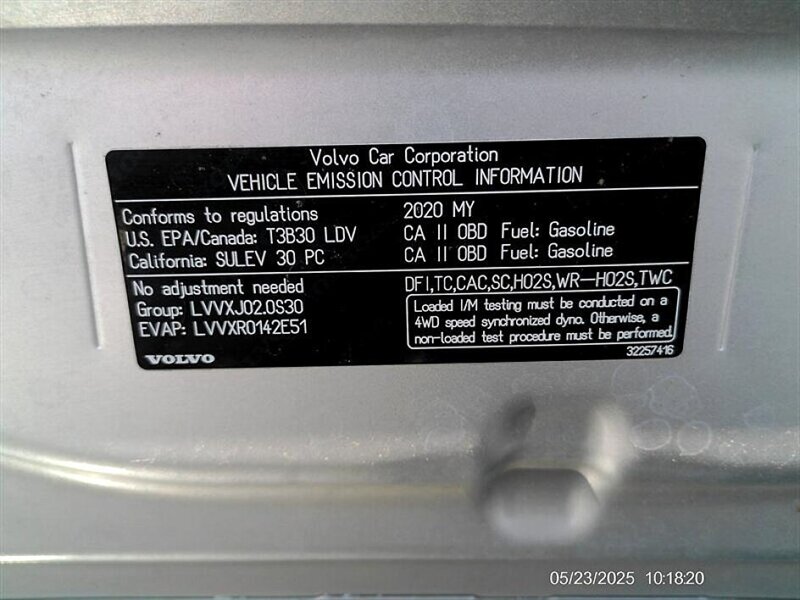 Volvo Car Corporation
VEHICLE EMISSION CONTROL INFORMATION
Conforms to regulations 2020 MY
U.S. EPA/Canada: T3B30 LDV CA II OBD Fuel: Gasoline
California: SULEV 30 PC CA II OBD Fuel: Gasoline
No adjustment needed DFI,TC,CAC,SC,HO2S,WR-HO2S,TWC
Group: LVVXJ02.0S30
EVAP: LVVXR0142E51
Loaded I/M testing must be conducted on a
4WD speed synchronized dyno. Otherwise, a
non-loaded test procedure must be performed.
VOLVO 32257416
05/23/2025 10:18:20